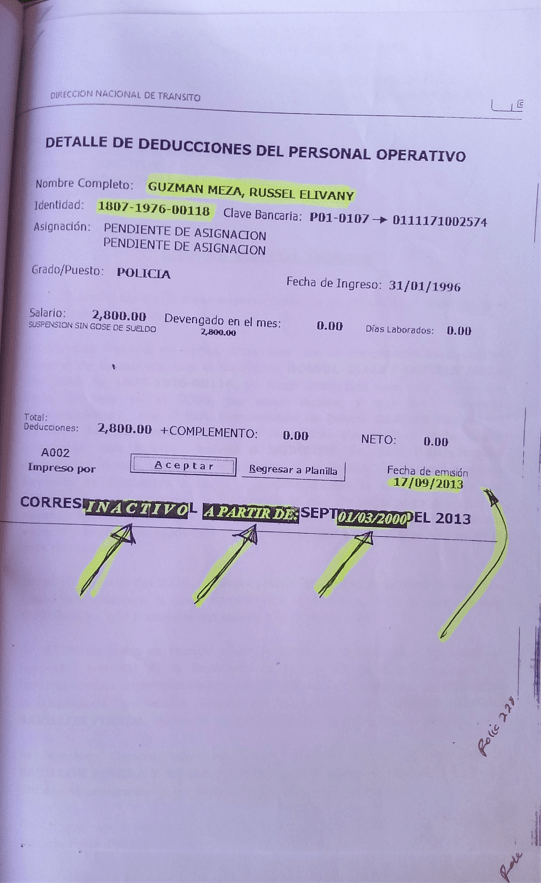 DIRECCION NACIONAL DE TRANSITO
DETALLE DE DEDUCCIONES DEL PERSONAL OPERATIVO
Nombre Completo: GUZMAN MEZA, RUSSEL ELIVANY
Identidad: 1807-1976-00118 Clave Bancaria: P01-0107 → 0111171002574
Asignación: PENDIENTE DE ASIGNACION
PENDIENTE DE ASIGNACION
Grado/Puesto: POLICIA Fecha de Ingreso: 31/01/1996
Salario: 2,800.00 Devengado en el mes: 0.00 Días Laborados: 0.00
SUSPENSION SIN GOSE DE SUELDO 2,800.00
Total:
Deducciones: 2,800.00 +COMPLEMENTO: 0.00 NETO: 0.00
A002
Impreso por Aceptar Regresar a Planilla Fecha de emisión
17/09/2013
CORRES INACTIVO L A PARTIR DE: SEPT 01/03/2000 DEL 2013
Folio 228